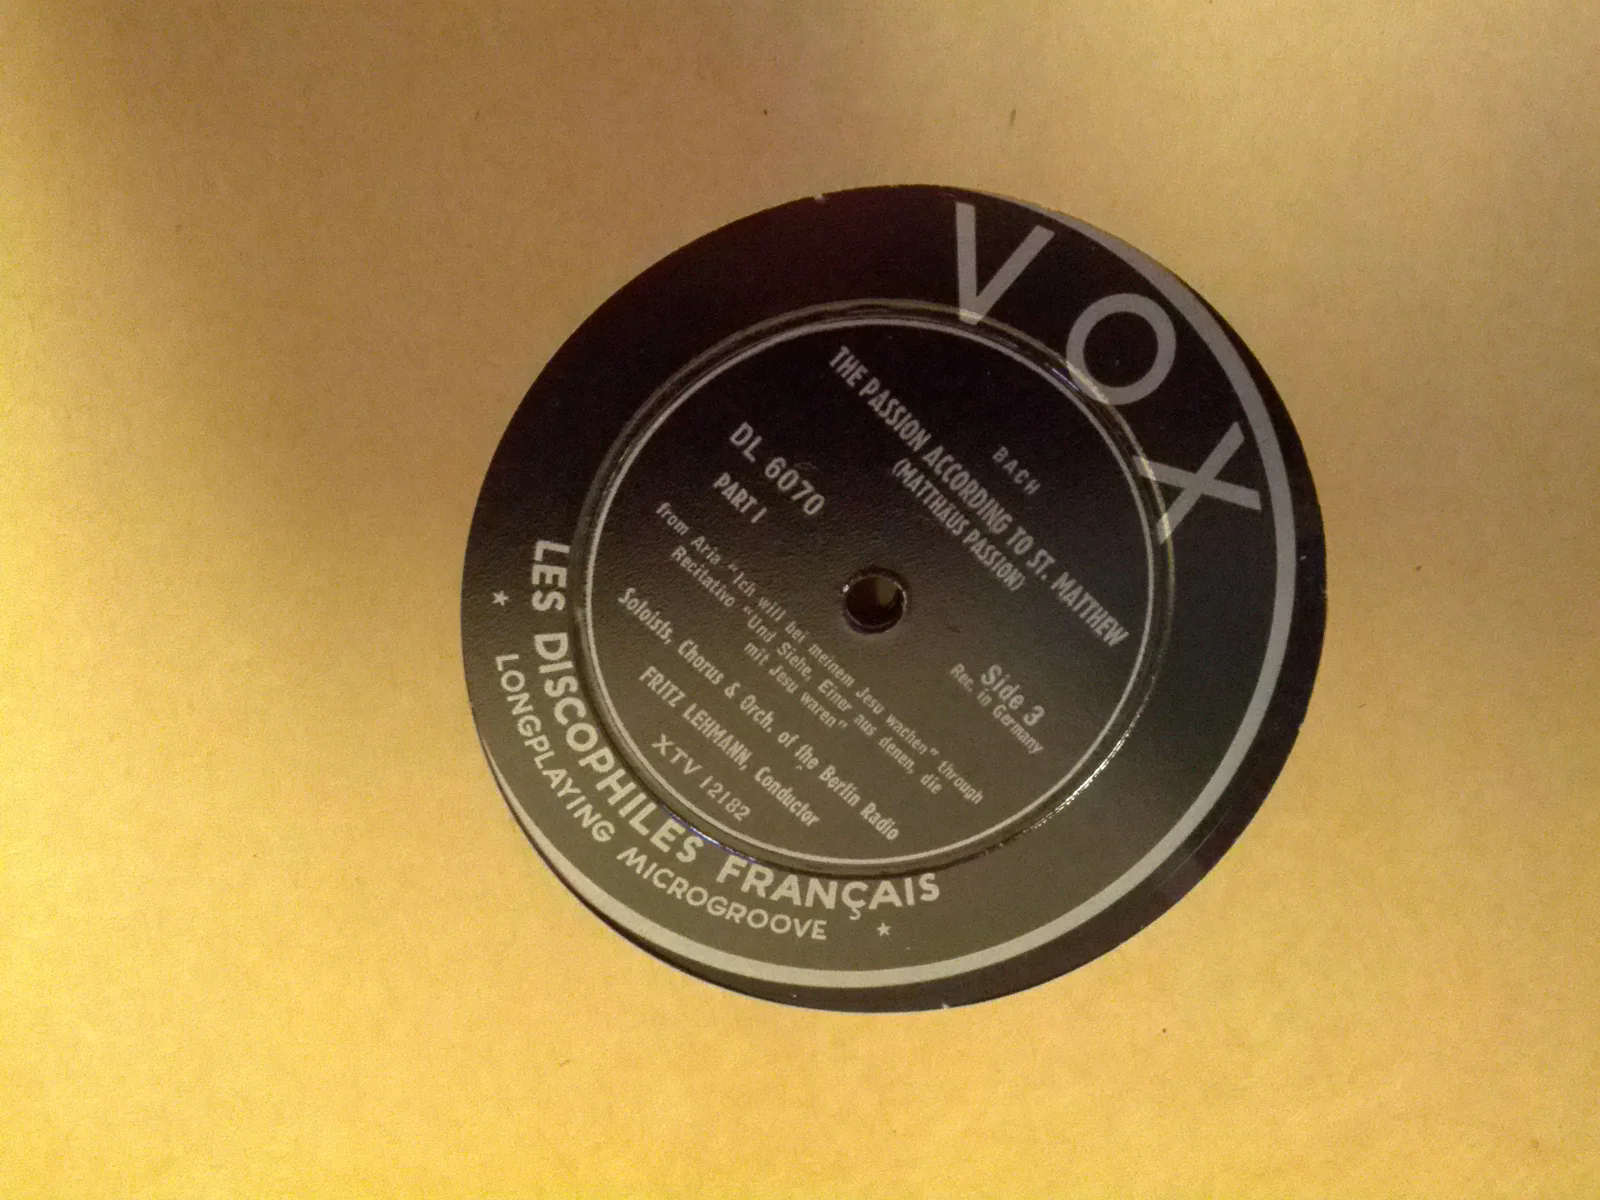 VOX
BACH
THE PASSION ACCORDING TO ST. MATTHEW
(MATTHAUS PASSION)
DL 6070
PART I
Side 3
Rec. in Germany
from Aria "Ich will bei meinem Jesu wachen" through
Recitativo "Und Siehe, Einer aus denen, die
mit Jesu waren"
Soloists, Chorus & Orch. of the Berlin Radio
FRITZ LEHMANN, Conductor
XTV 12182
★ LES DISCOPHILES FRANÇAIS ★
LONGPLAYING MICROGROOVE